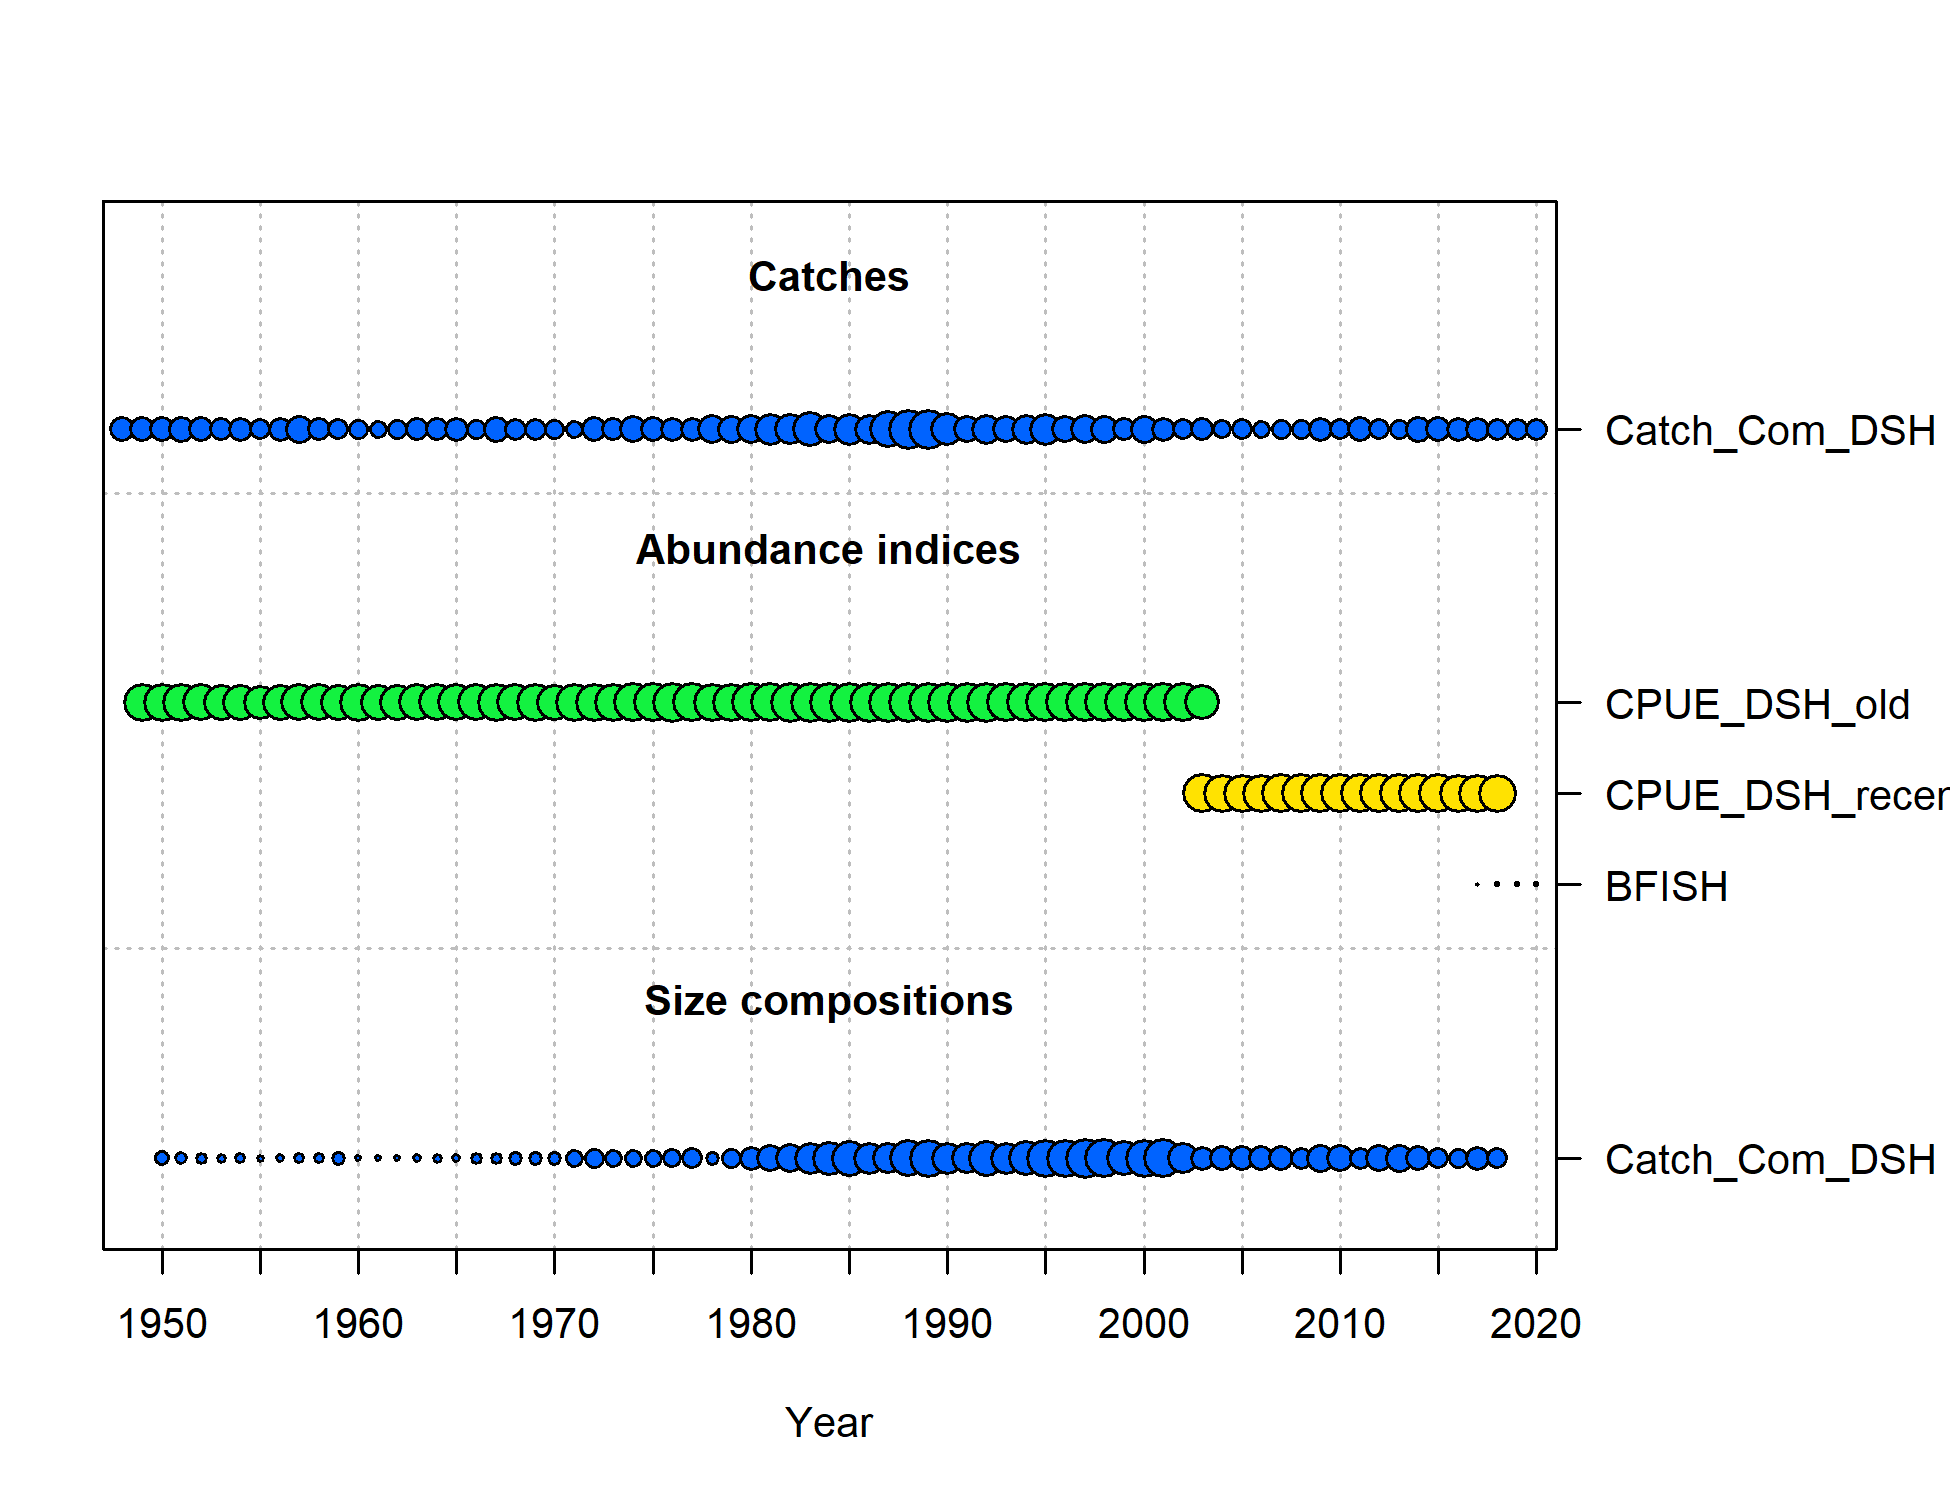 Catches
Catch_Com_DSH
Abundance indices
CPUE_DSH_old
CPUE_DSH_recer
BFISH
Size compositions
Catch_Com_DSH
1950 1960 1970 1980 1990 2000 2010 2020
Year